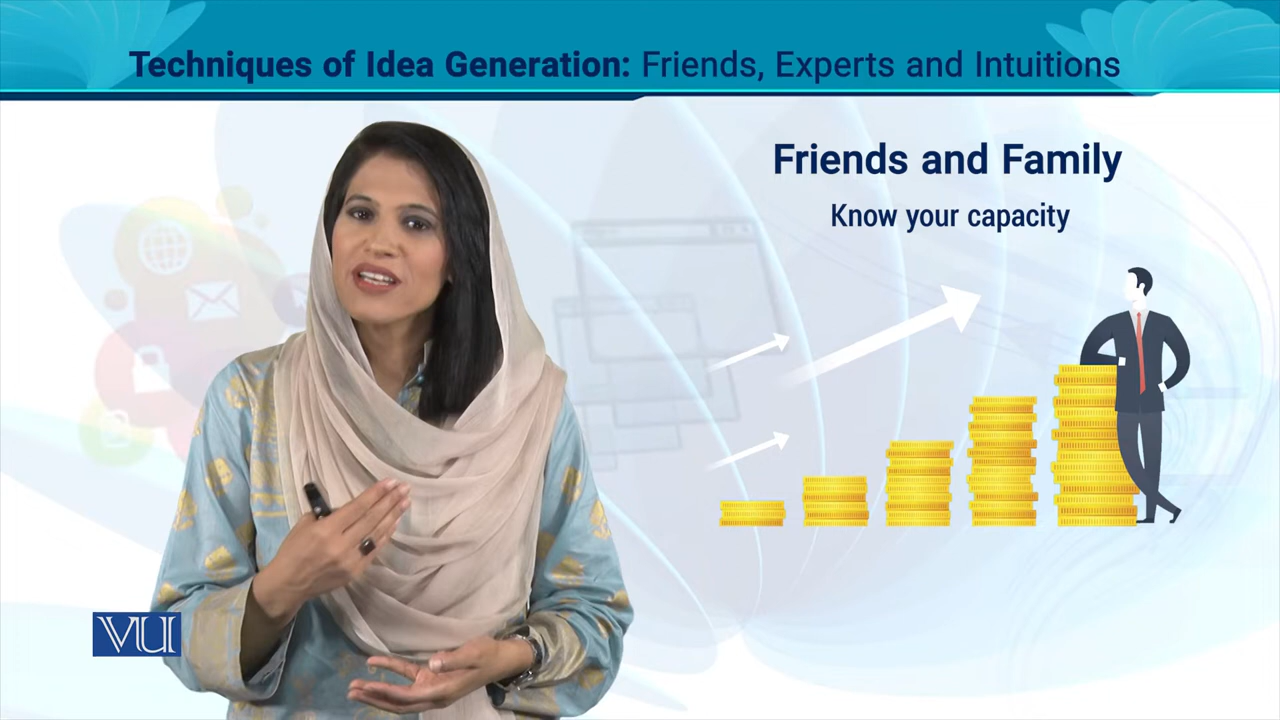 Techniques of Idea Generation: Friends, Experts and Intuitions
Friends and Family
Know your capacity
VU